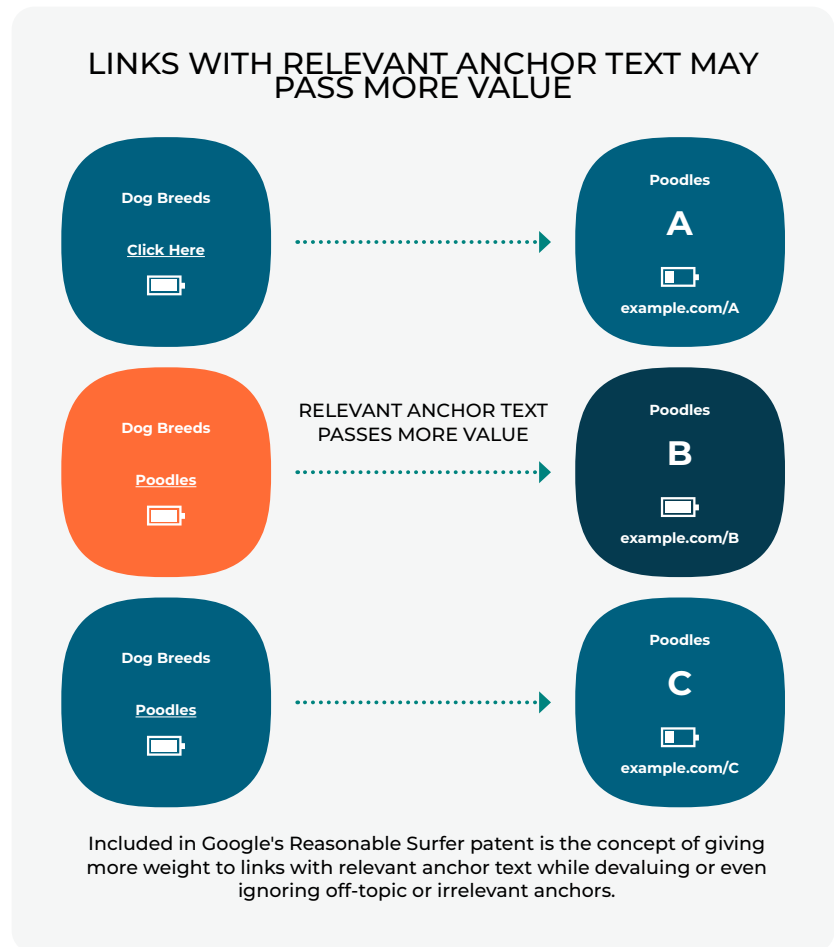 LINKS WITH RELEVANT ANCHOR TEXT MAY
PASS MORE VALUE
Dog Breeds
Click Here
Poodles
A
example.com/A
Dog Breeds
Poodles
RELEVANT ANCHOR TEXT
PASSES MORE VALUE
Poodles
B
example.com/B
Dog Breeds
Poodles
Poodles
C
example.com/C
Included in Google's Reasonable Surfer patent is the concept of giving
more weight to links with relevant anchor text while devaluing or even
ignoring off-topic or irrelevant anchors.